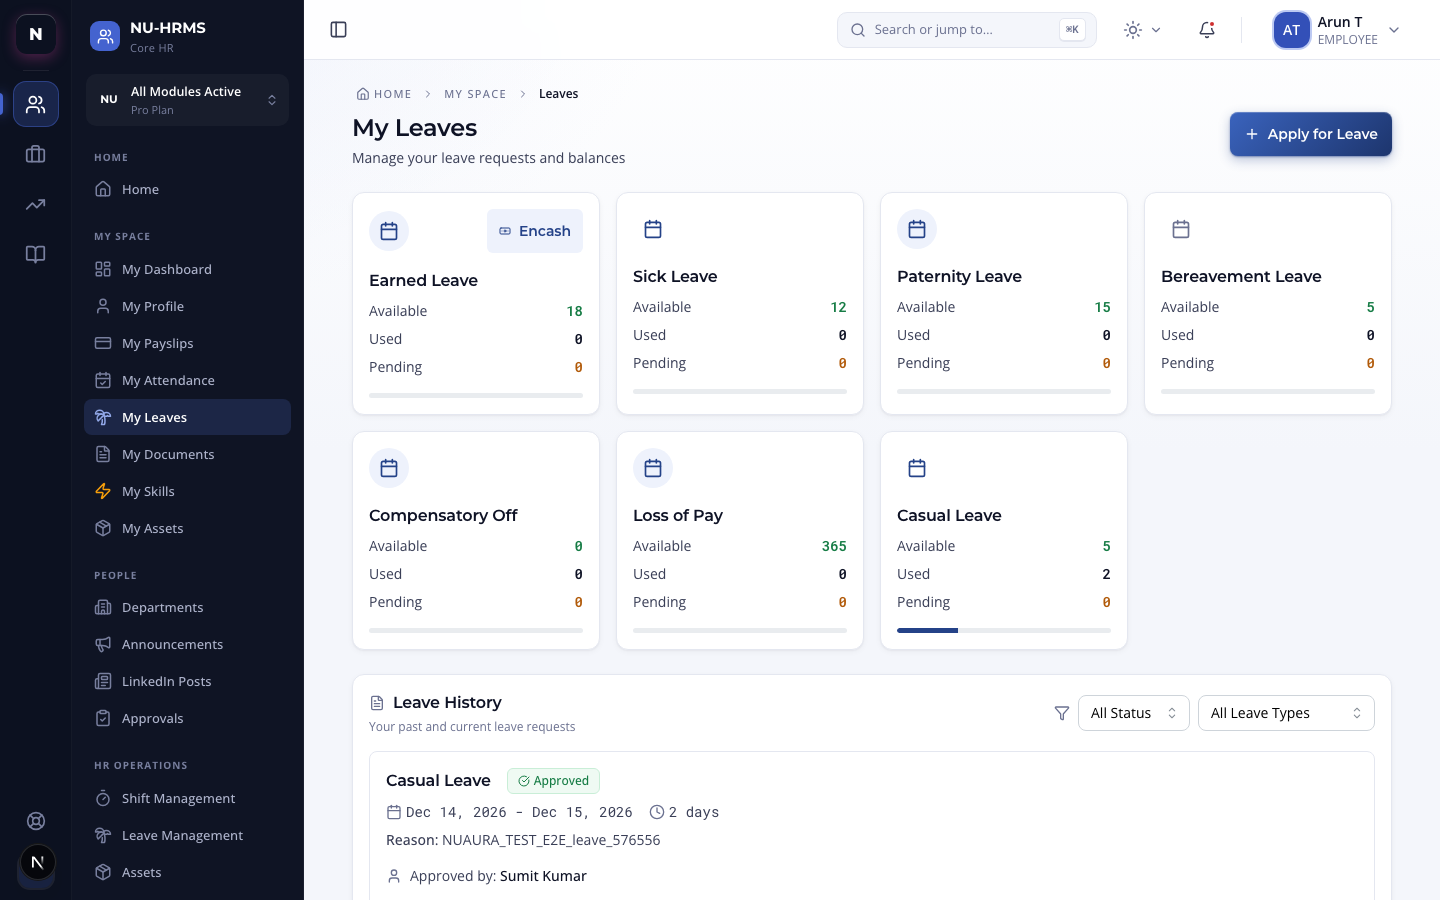 N
NU-HRMS
Core HR
NU
All Modules Active
Pro Plan
HOME
Home
MY SPACE
My Dashboard
My Profile
My Payslips
My Attendance
My Leaves
My Documents
My Skills
My Assets
PEOPLE
Departments
Announcements
LinkedIn Posts
Approvals
HR OPERATIONS
Shift Management
Leave Management
Assets
N
Search or jump to...
⌘K
AT
Arun T
EMPLOYEE
HOME > MY SPACE > Leaves
My Leaves
Manage your leave requests and balances
+ Apply for Leave
Encash
Earned Leave
Available 18
Used 0
Pending 0
Sick Leave
Available 12
Used 0
Pending 0
Paternity Leave
Available 15
Used 0
Pending 0
Bereavement Leave
Available 5
Used 0
Pending 0
Compensatory Off
Available 0
Used 0
Pending 0
Loss of Pay
Available 365
Used 0
Pending 0
Casual Leave
Available 5
Used 2
Pending 0
Leave History
Your past and current leave requests
All Status
All Leave Types
Casual Leave Approved
Dec 14, 2026 - Dec 15, 2026 2 days
Reason: NUAURA_TEST_E2E_leave_576556
Approved by: Sumit Kumar